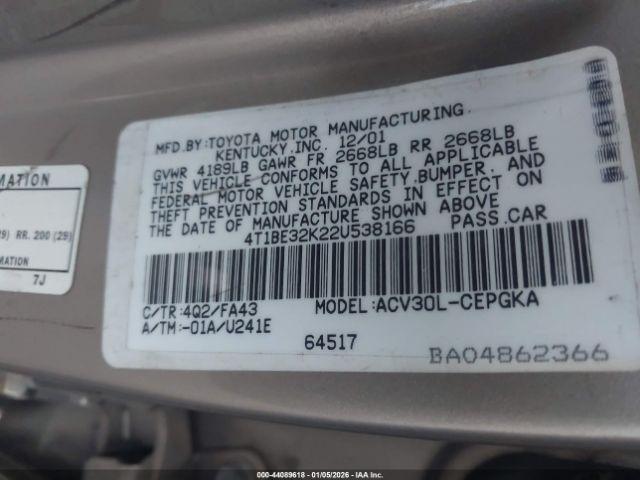 MFD.BY:TOYOTA MOTOR MANUFACTURING
KENTUCKY.INC. 12/01
GVWR 4189LB GAWR FR 2668LB RR 2668LB
THIS VEHICLE CONFORMS TO ALL APPLICABLE
FEDERAL MOTOR VEHICLE SAFETY.BUMPER, AND
THEFT PREVENTION STANDARDS IN EFFECT ON
THE DATE OF MANUFACTURE SHOWN ABOVE
4T1BE32K22U538166 PASS.CAR
C/TR:4Q2/FA43 MODEL:ACV30L-CEPGKA
A/TM:-01A/U241E
64517
BA04862366
MATION
9) RR. 200 (29)
MATION
7J
000-44089618 | 01/05/2026 - IAAI.COM